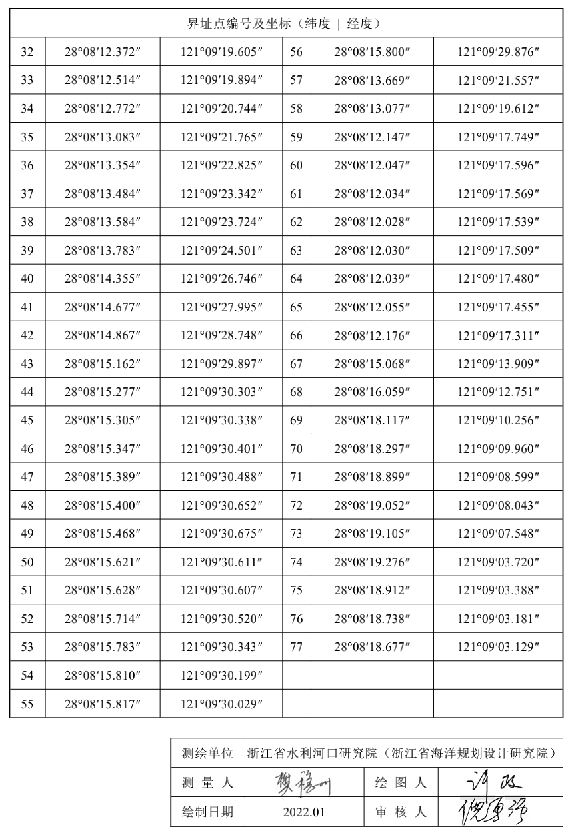 界址点编号及坐标（纬度 | 经度）
32 28°08′12.372″ 121°09′19.605″ 56 28°08′15.800″ 121°09′29.876″
33 28°08′12.514″ 121°09′19.894″ 57 28°08′13.669″ 121°09′21.557″
34 28°08′12.772″ 121°09′20.744″ 58 28°08′13.077″ 121°09′19.612″
35 28°08′13.083″ 121°09′21.765″ 59 28°08′12.147″ 121°09′17.749″
36 28°08′13.354″ 121°09′22.825″ 60 28°08′12.047″ 121°09′17.596″
37 28°08′13.484″ 121°09′23.342″ 61 28°08′12.034″ 121°09′17.569″
38 28°08′13.584″ 121°09′23.724″ 62 28°08′12.028″ 121°09′17.539″
39 28°08′13.783″ 121°09′24.501″ 63 28°08′12.030″ 121°09′17.509″
40 28°08′14.355″ 121°09′26.746″ 64 28°08′12.039″ 121°09′17.480″
41 28°08′14.677″ 121°09′27.995″ 65 28°08′12.055″ 121°09′17.455″
42 28°08′14.867″ 121°09′28.748″ 66 28°08′12.176″ 121°09′17.311″
43 28°08′15.162″ 121°09′29.897″ 67 28°08′15.068″ 121°09′13.909″
44 28°08′15.277″ 121°09′30.303″ 68 28°08′16.059″ 121°09′12.751″
45 28°08′15.305″ 121°09′30.338″ 69 28°08′18.117″ 121°09′10.256″
46 28°08′15.347″ 121°09′30.401″ 70 28°08′18.297″ 121°09′09.960″
47 28°08′15.389″ 121°09′30.488″ 71 28°08′18.899″ 121°09′08.599″
48 28°08′15.400″ 121°09′30.652″ 72 28°08′19.052″ 121°09′08.043″
49 28°08′15.468″ 121°09′30.675″ 73 28°08′19.105″ 121°09′07.548″
50 28°08′15.621″ 121°09′30.611″ 74 28°08′19.276″ 121°09′03.720″
51 28°08′15.628″ 121°09′30.607″ 75 28°08′18.912″ 121°09′03.388″
52 28°08′15.714″ 121°09′30.520″ 76 28°08′18.738″ 121°09′03.181″
53 28°08′15.783″ 121°09′30.343″ 77 28°08′18.677″ 121°09′03.129″
54 28°08′15.810″ 121°09′30.199″
55 28°08′15.817″ 121°09′30.029″
测绘单位 浙江省水利河口研究院（浙江省海洋规划设计研究院）
测 量 人 绘 图 人
绘制日期 2022.01 审 核 人